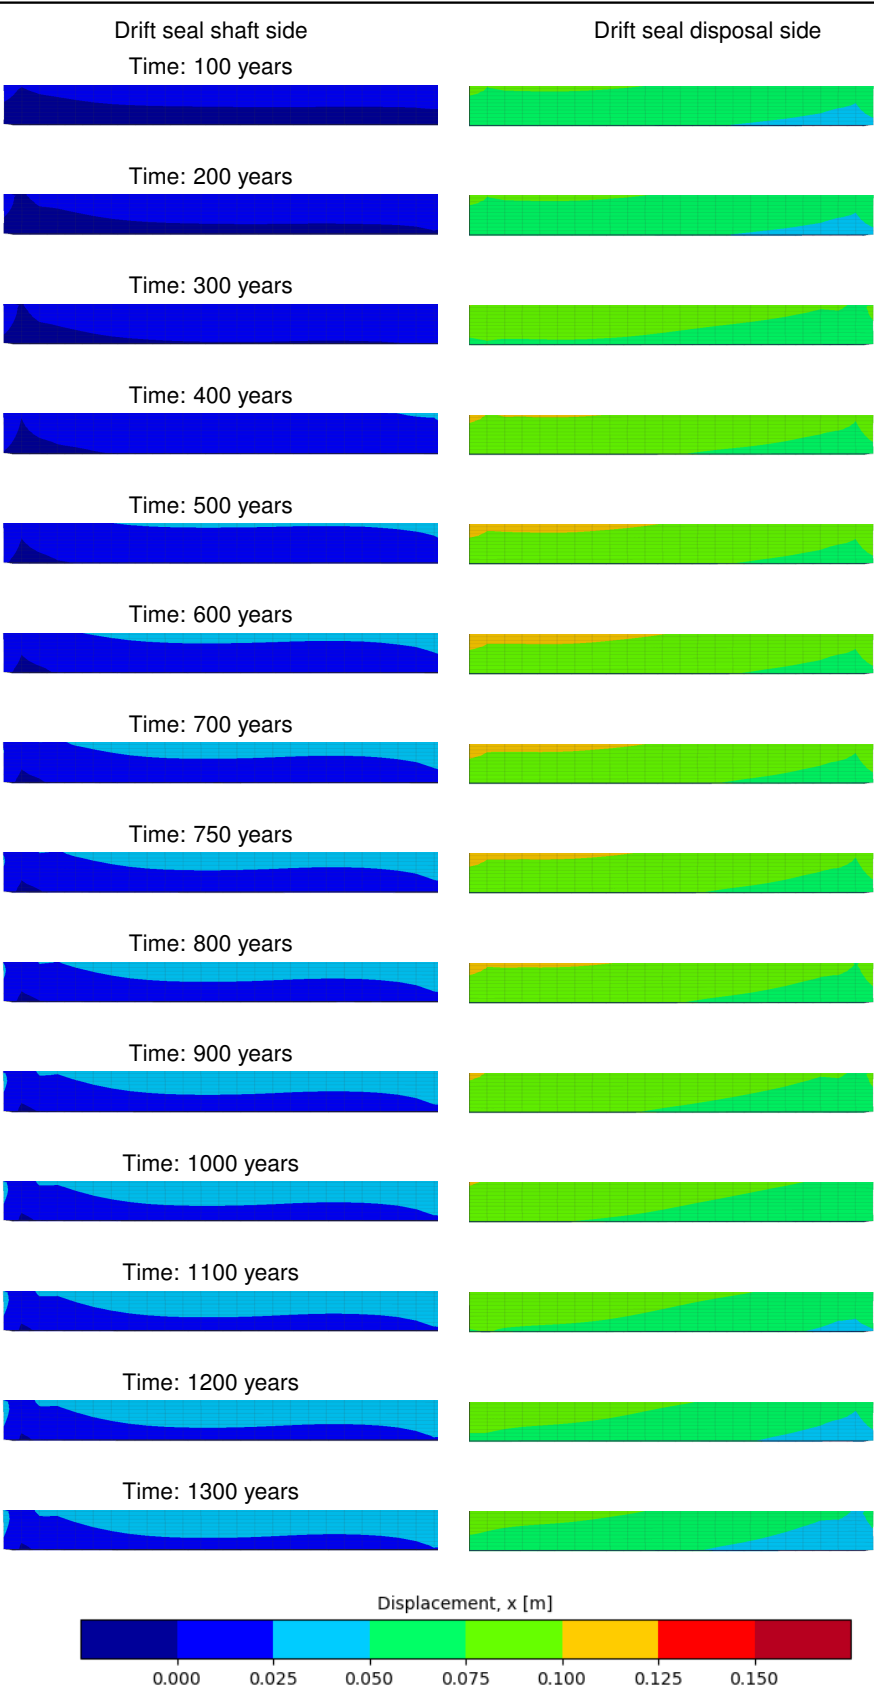 Drift seal shaft side Drift seal disposal side
Time: 100 years
Time: 200 years
Time: 300 years
Time: 400 years
Time: 500 years
Time: 600 years
Time: 700 years
Time: 750 years
Time: 800 years
Time: 900 years
Time: 1000 years
Time: 1100 years
Time: 1200 years
Time: 1300 years
Displacement, x [m]
0.000 0.025 0.050 0.075 0.100 0.125 0.150